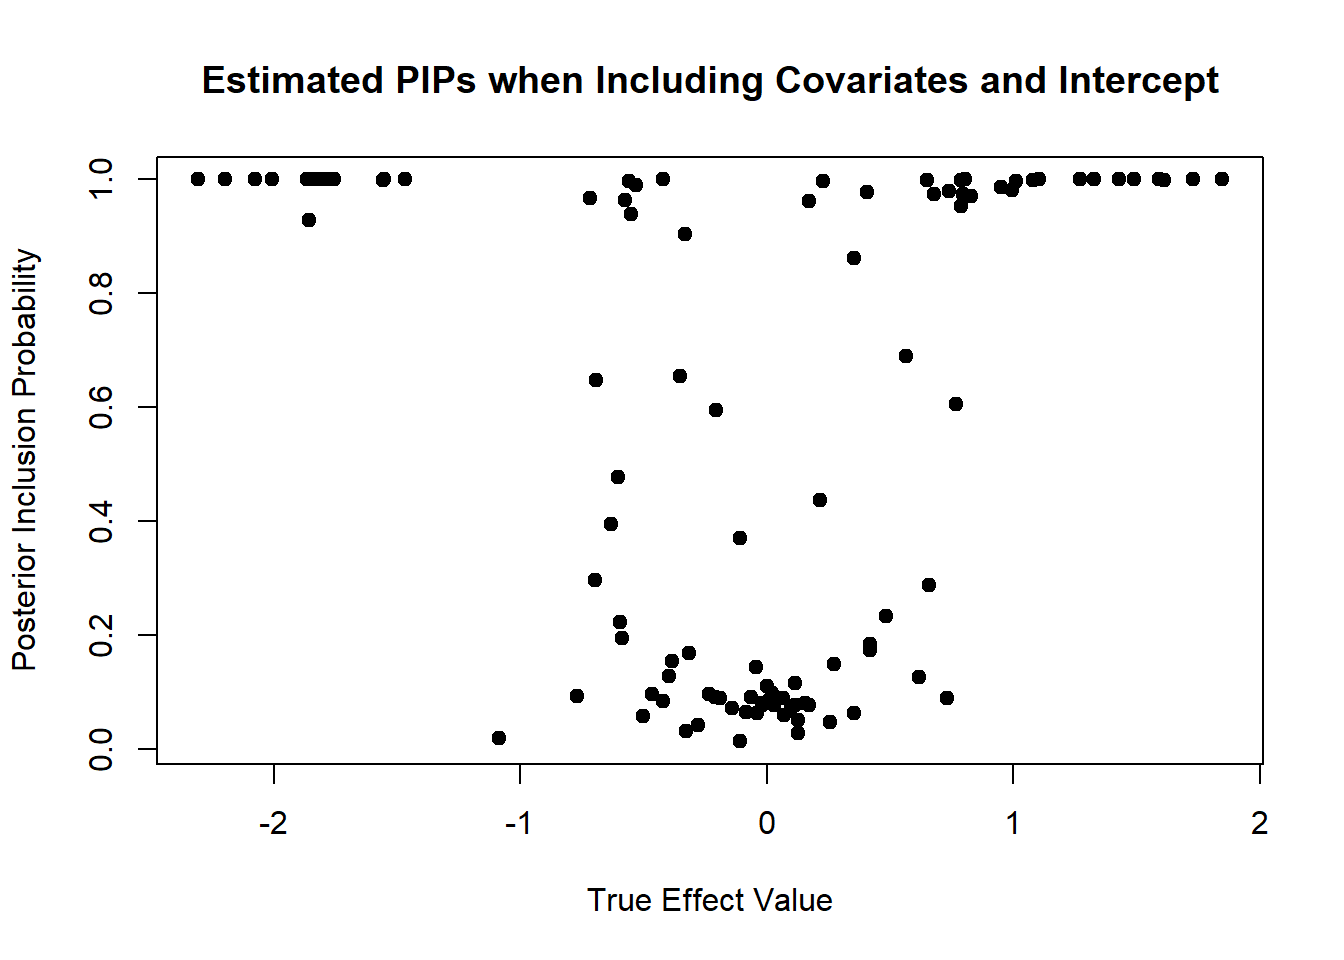 Estimated PIPs when Including Covariates and Intercept
Posterior Inclusion Probability
1.0
0.8
0.6
0.4
0.2
0.0
-2 -1 0 1 2
True Effect Value